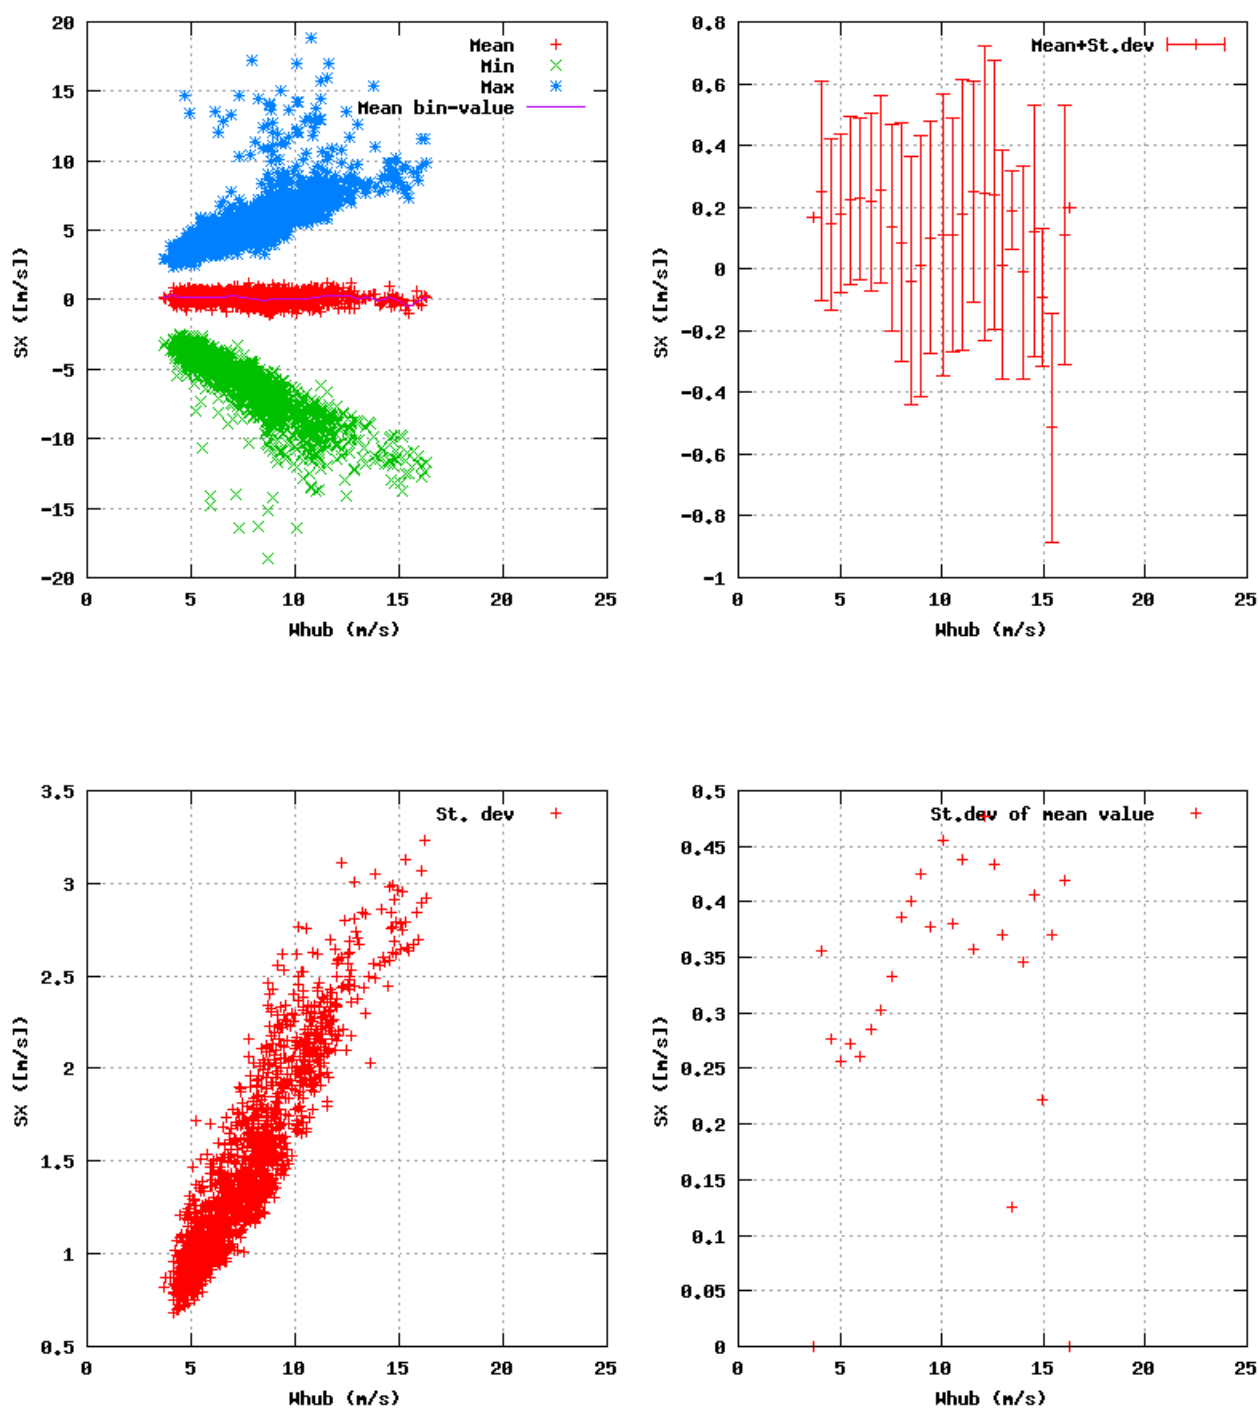 20
15
10
5
0
-5
-10
-15
-20
SX ([m/s])
Mean
Min
Max
Mean bin-value
0 5 10 15 20 25
Whub (m/s)
0.8
0.6
0.4
0.2
0
-0.2
-0.4
-0.6
-0.8
-1
SX ([m/s])
Mean+St.dev
0 5 10 15 20 25
Whub (m/s)
3.5
3
2.5
2
1.5
1
0.5
SX ([m/s])
St. dev
0 5 10 15 20 25
Whub (m/s)
0.5
0.45
0.4
0.35
0.3
0.25
0.2
0.15
0.1
0.05
0
SX ([m/s])
St.dev of mean value
0 5 10 15 20 25
Whub (m/s)